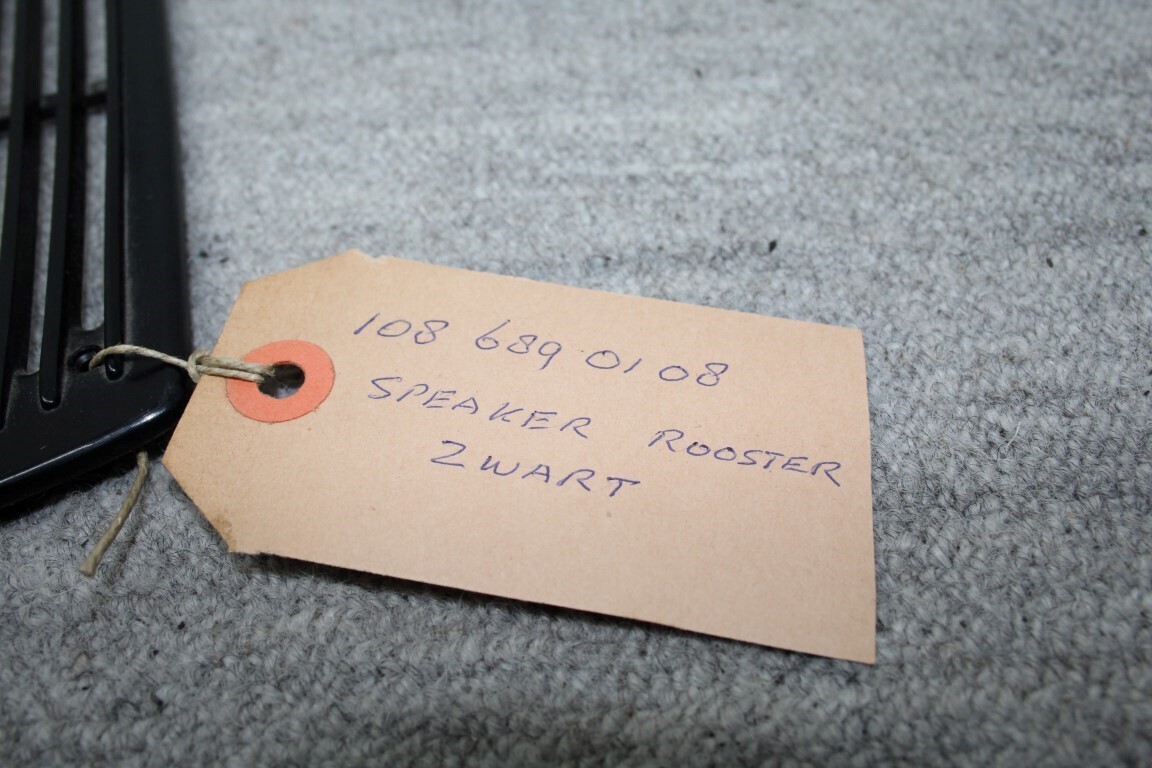 108 689 01 08
SPEAKER ROOSTER
ZWART